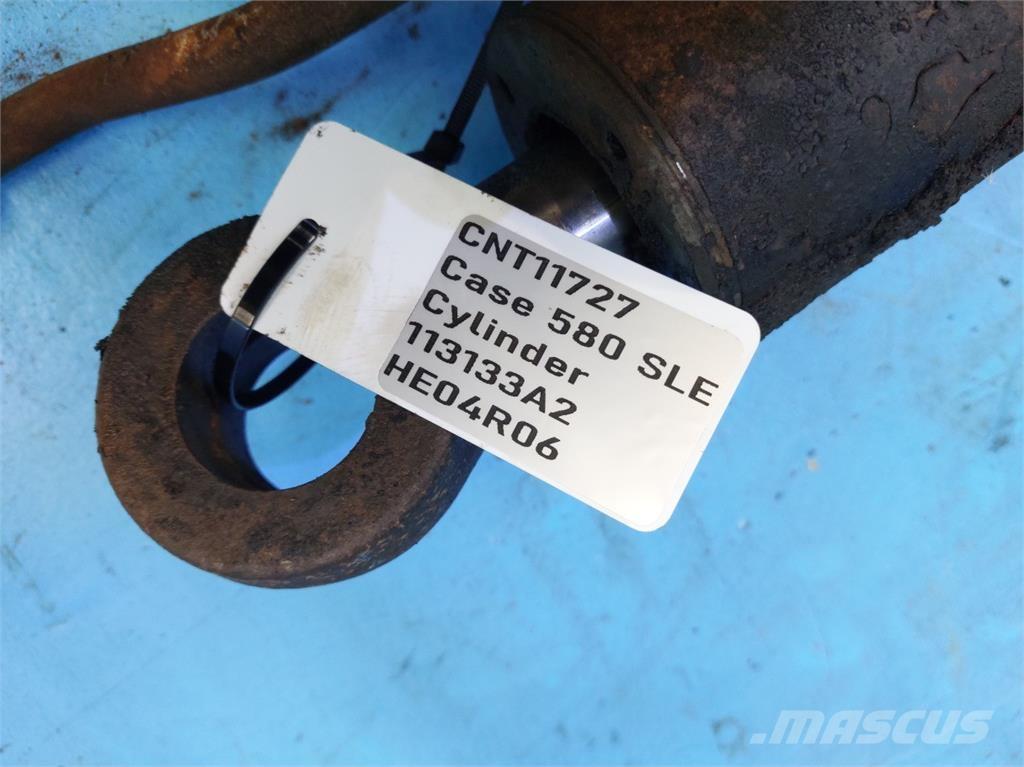 CNT11727
Case 580 SLE
Cylinder
113133A2
HE04R06
MASCUS